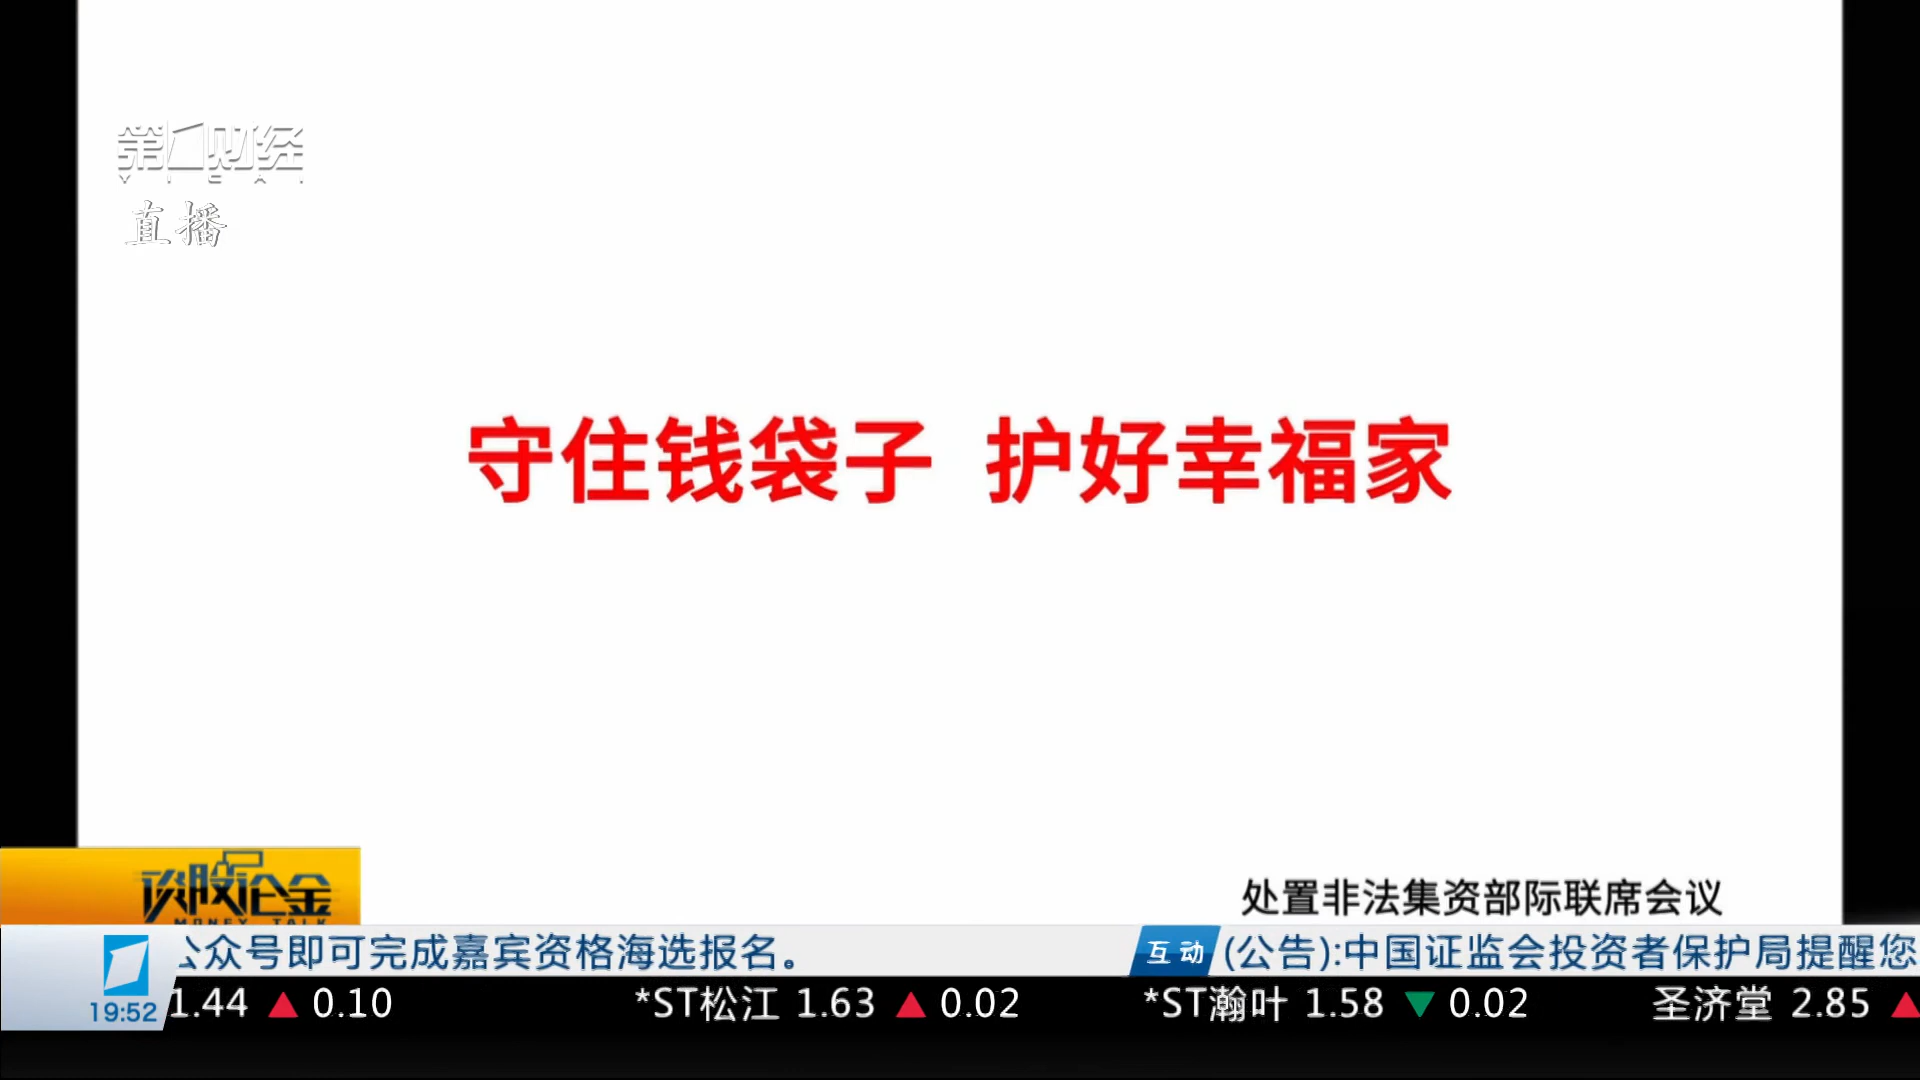 第一财经
YICAI
直播
守住钱袋子 护好幸福家
谈股论金
MONEY TALK
处置非法集资部际联席会议
公众号即可完成嘉宾资格海选报名。 互动 (公告):中国证监会投资者保护局提醒您
19:52
1.44 ▲ 0.10 *ST松江 1.63 ▲ 0.02 *ST瀚叶 1.58 ▼ 0.02 圣济堂 2.85 ▲